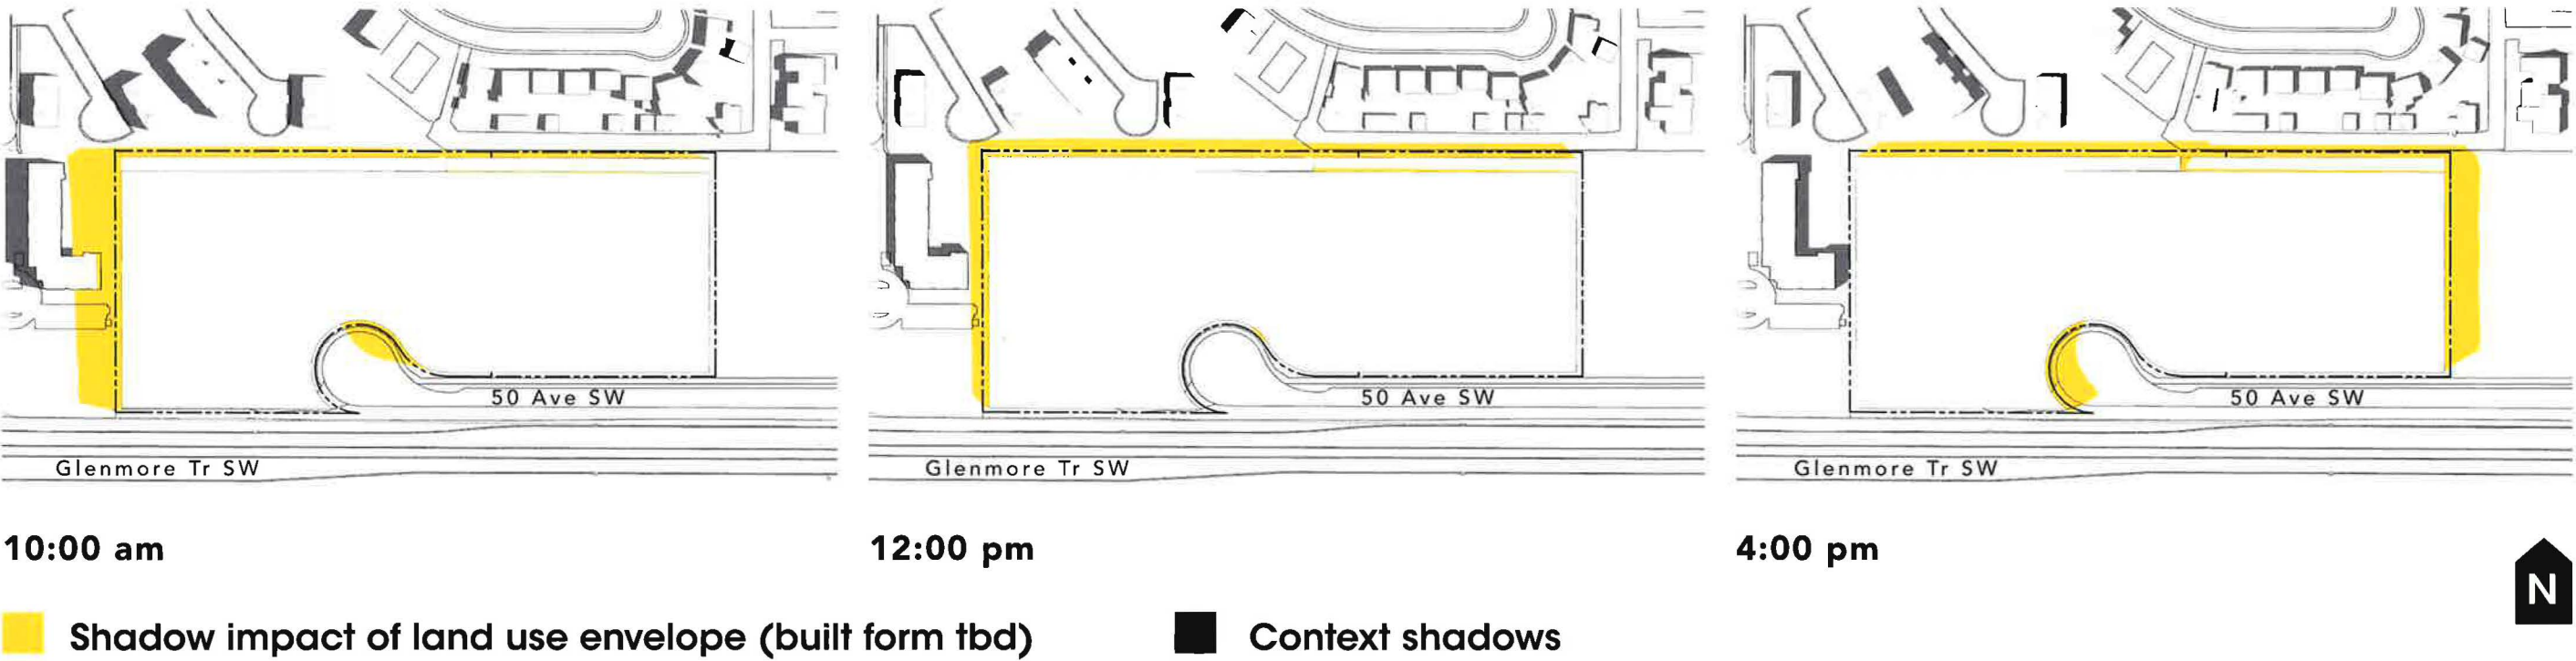 50 Ave SW
Glenmore Tr SW
10:00 am
50 Ave SW
Glenmore Tr SW
12:00 pm
50 Ave SW
Glenmore Tr SW
4:00 pm
N
Shadow impact of land use envelope (built form tbd)
Context shadows